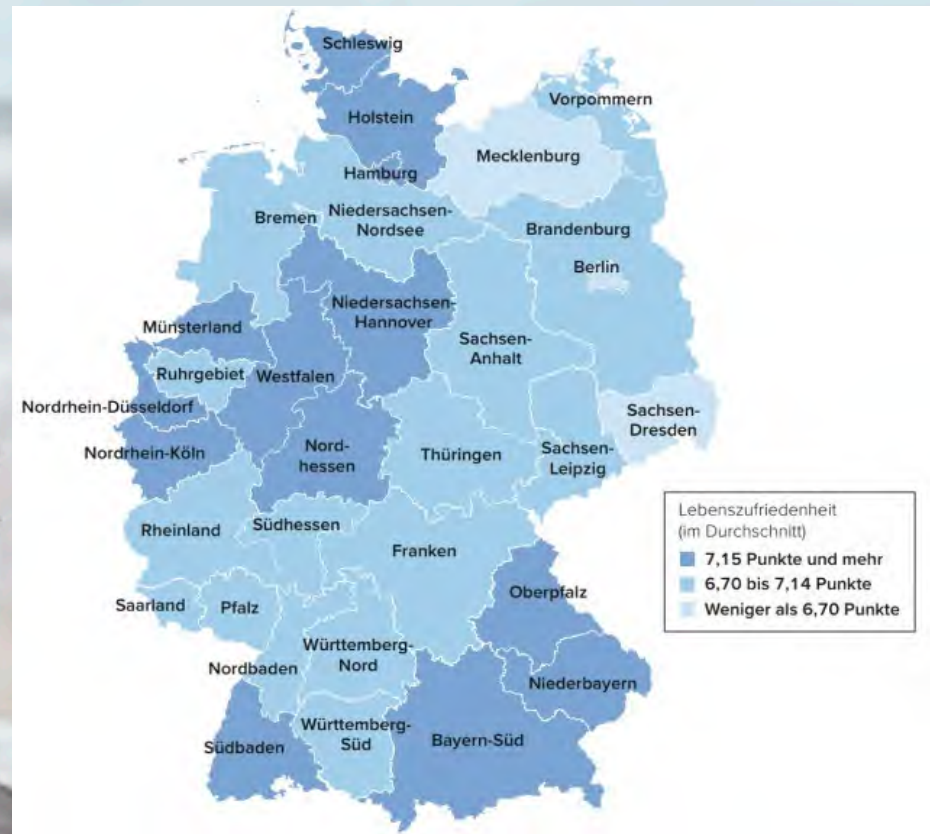 Schleswig
Vorpommern
Holstein
Mecklenburg
Hamburg
Niedersachsen-
Nordsee
Bremen
Brandenburg
Berlin
Niedersachsen-
Hannover
Münsterland
Sachsen-
Anhalt
Ruhrgebiet
Westfalen
Nordrhein-Düsseldorf
Sachsen-
Dresden
Nordrhein-Köln
Nord-
hessen
Thüringen
Sachsen-
Leipzig
Lebenszufriedenheit
(im Durchschnitt)
7,15 Punkte und mehr
6,70 bis 7,14 Punkte
Weniger als 6,70 Punkte
Rheinland
Südhessen
Franken
Oberpfalz
Saarland
Pfalz
Nordbaden
Württemberg-
Nord
Niederbayern
Württemberg-
Süd
Südbaden
Bayern-Süd